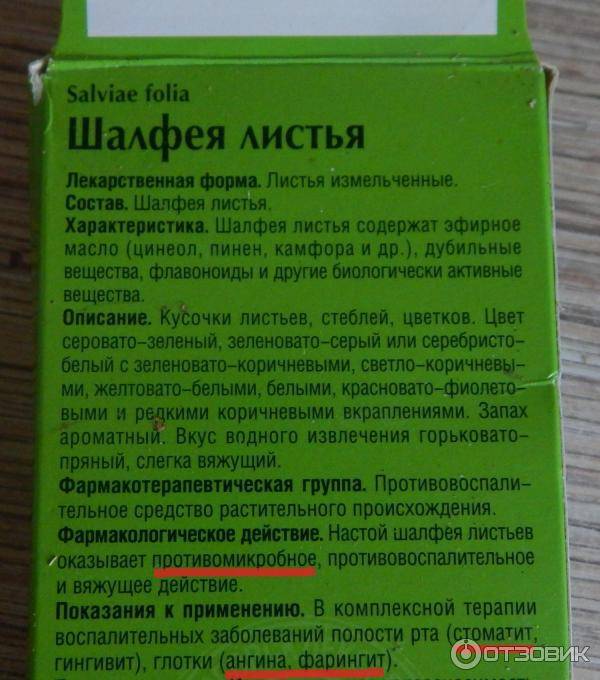 Salviae folia
Шалфея листья
Лекарственная форма. Листья измельченные.
Состав. Шалфея листья.
Характеристика. Шалфея листья содержат эфирное
масло (цинеол, пинен, камфора и др.), дубильные
вещества, флавоноиды и другие биологически активные
вещества.
Описание. Кусочки листьев, стеблей, цветков. Цвет
серовато-зеленый, зеленовато-серый или серебристо-
белый с зеленовато-коричневыми, светло-коричневы-
ми, желтовато-белыми, белыми, красновато-фиолето-
выми и редкими коричневыми вкраплениями. Запах
ароматный. Вкус водного извлечения горьковато-
пряный, слегка вяжущий.
Фармакотерапевтическая группа. Противовоспали-
тельное средство растительного происхождения.
Фармакологическое действие. Настой шалфея листьев
оказывает противомикробное, противовоспалительное
и вяжущее действие.
Показания к применению. В комплексной терапии
воспалительных заболеваний полости рта (стоматит,
гингивит), глотки (ангина, фарингит).
ОТЗОВИК